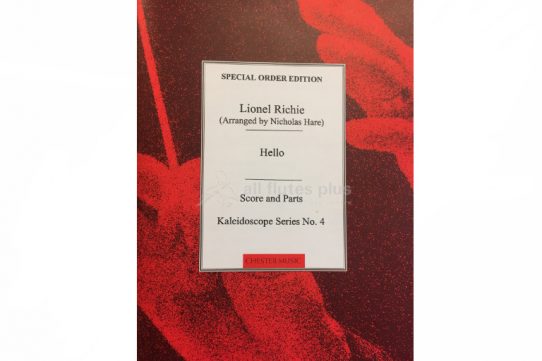 SPECIAL ORDER EDITION
Lionel Richie
(Arranged by Nicholas Hare)
Hello
all flutes plus
Score and Parts
Kaleidoscope Series No. 4
CHESTER MUSIC